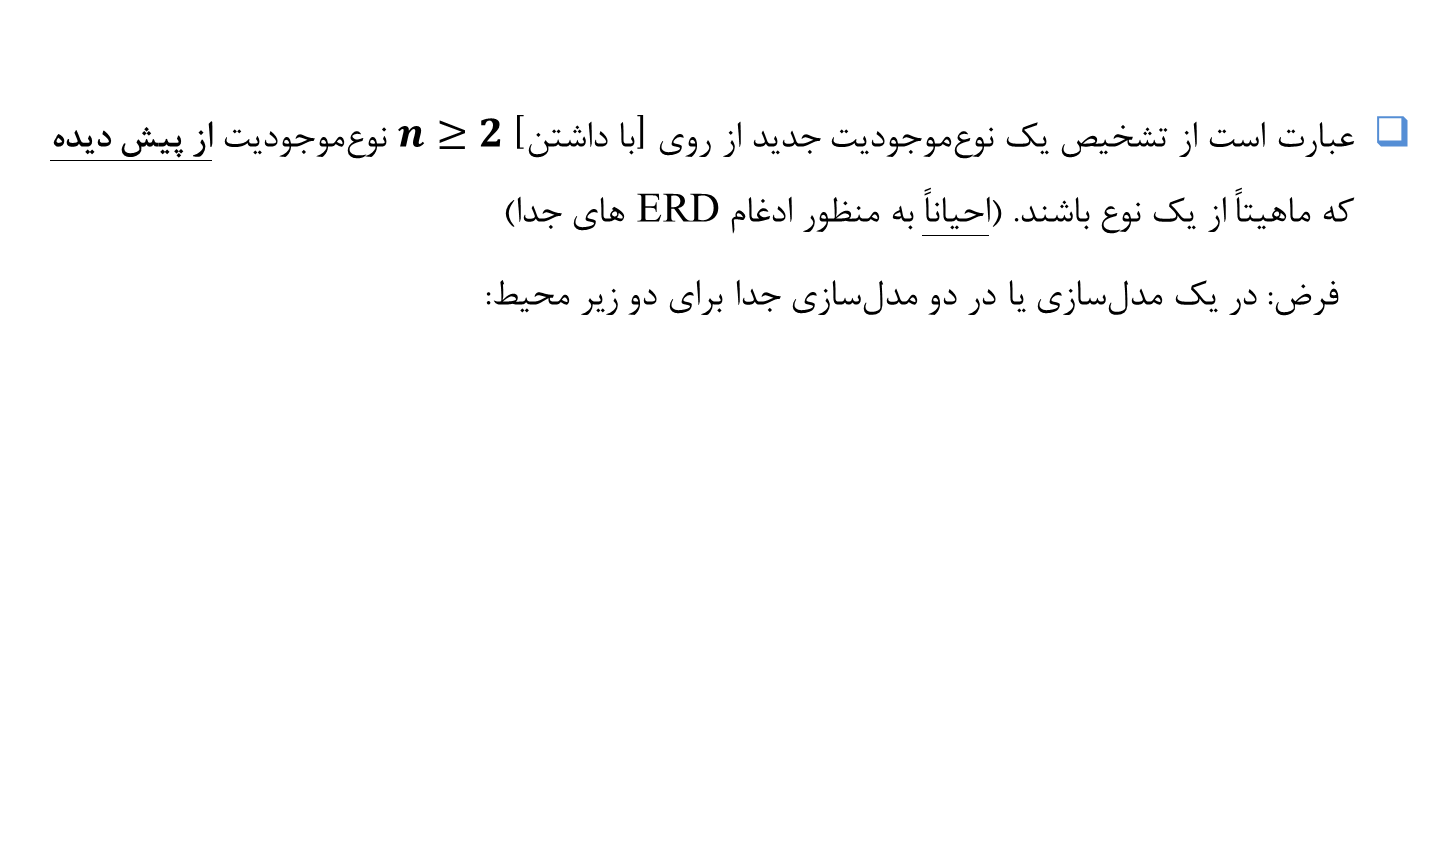 عبارت است از تشخیص یک نوع‌موجودیت جدید از روی [با داشتن] n ≥ 2 نوع‌موجودیت از پیش دیده
که ماهیتاً از یک نوع باشند. (احیاناً به منظور ادغام ERD های جدا)
فرض: در یک مدل‌سازی یا در دو مدل‌سازی جدا برای دو زیر محیط: